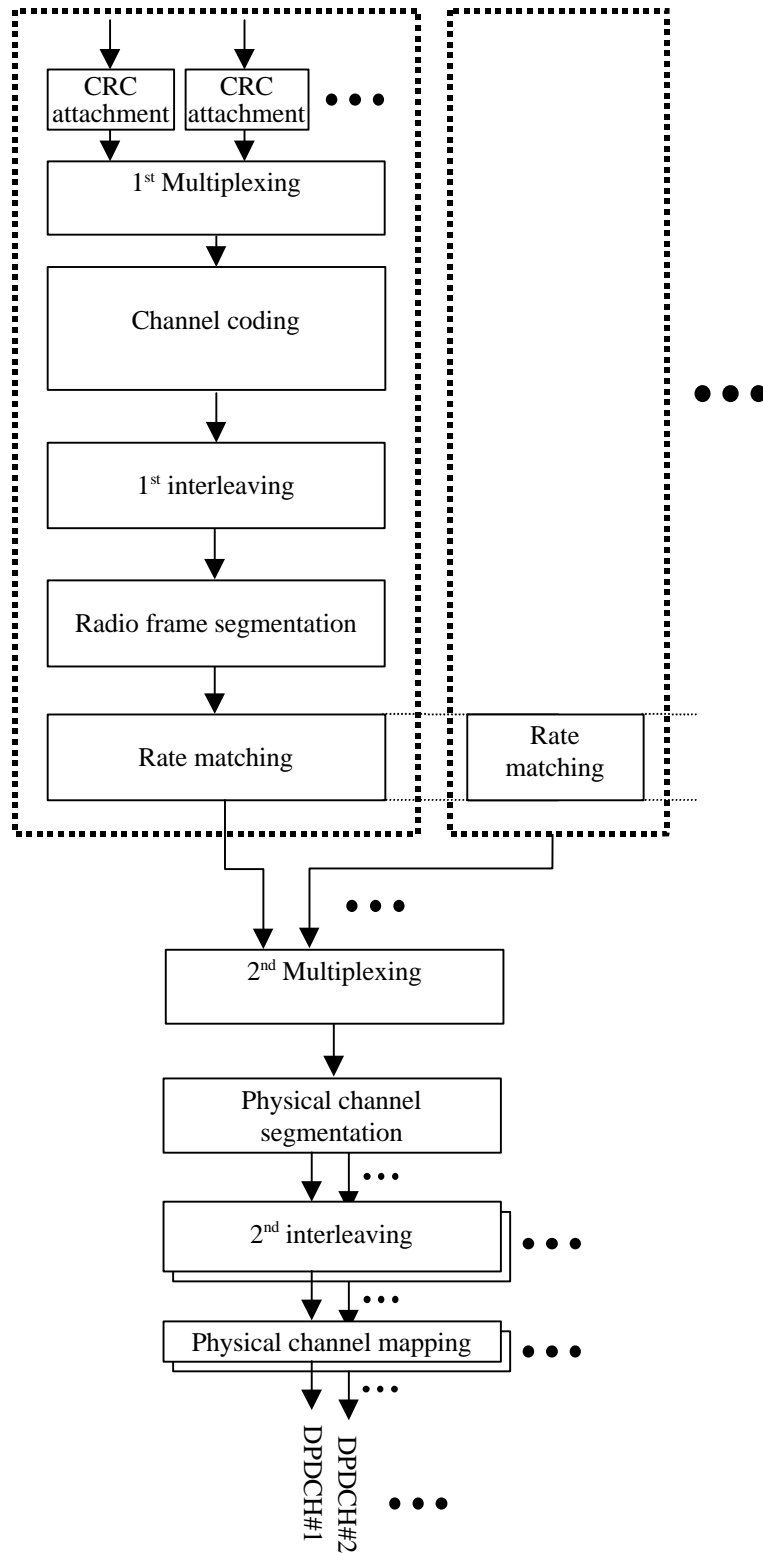 CRC
attachment
CRC
attachment
1st Multiplexing
Channel coding
1st interleaving
Radio frame segmentation
Rate matching
Rate
matching
2nd Multiplexing
Physical channel
segmentation
2nd interleaving
Physical channel mapping
DPDCH#1
DPDCH#2